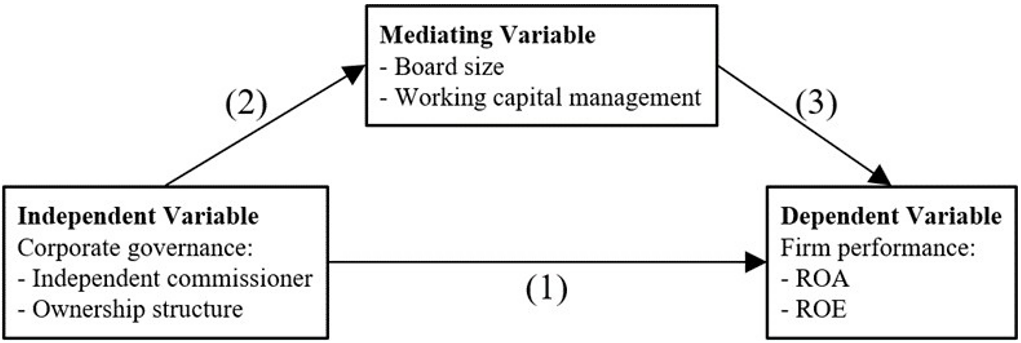 Mediating Variable
- Board size
- Working capital management
(2)
(3)
Independent Variable
Corporate governance:
- Independent commissioner
- Ownership structure
(1)
Dependent Variable
Firm performance:
- ROA
- ROE